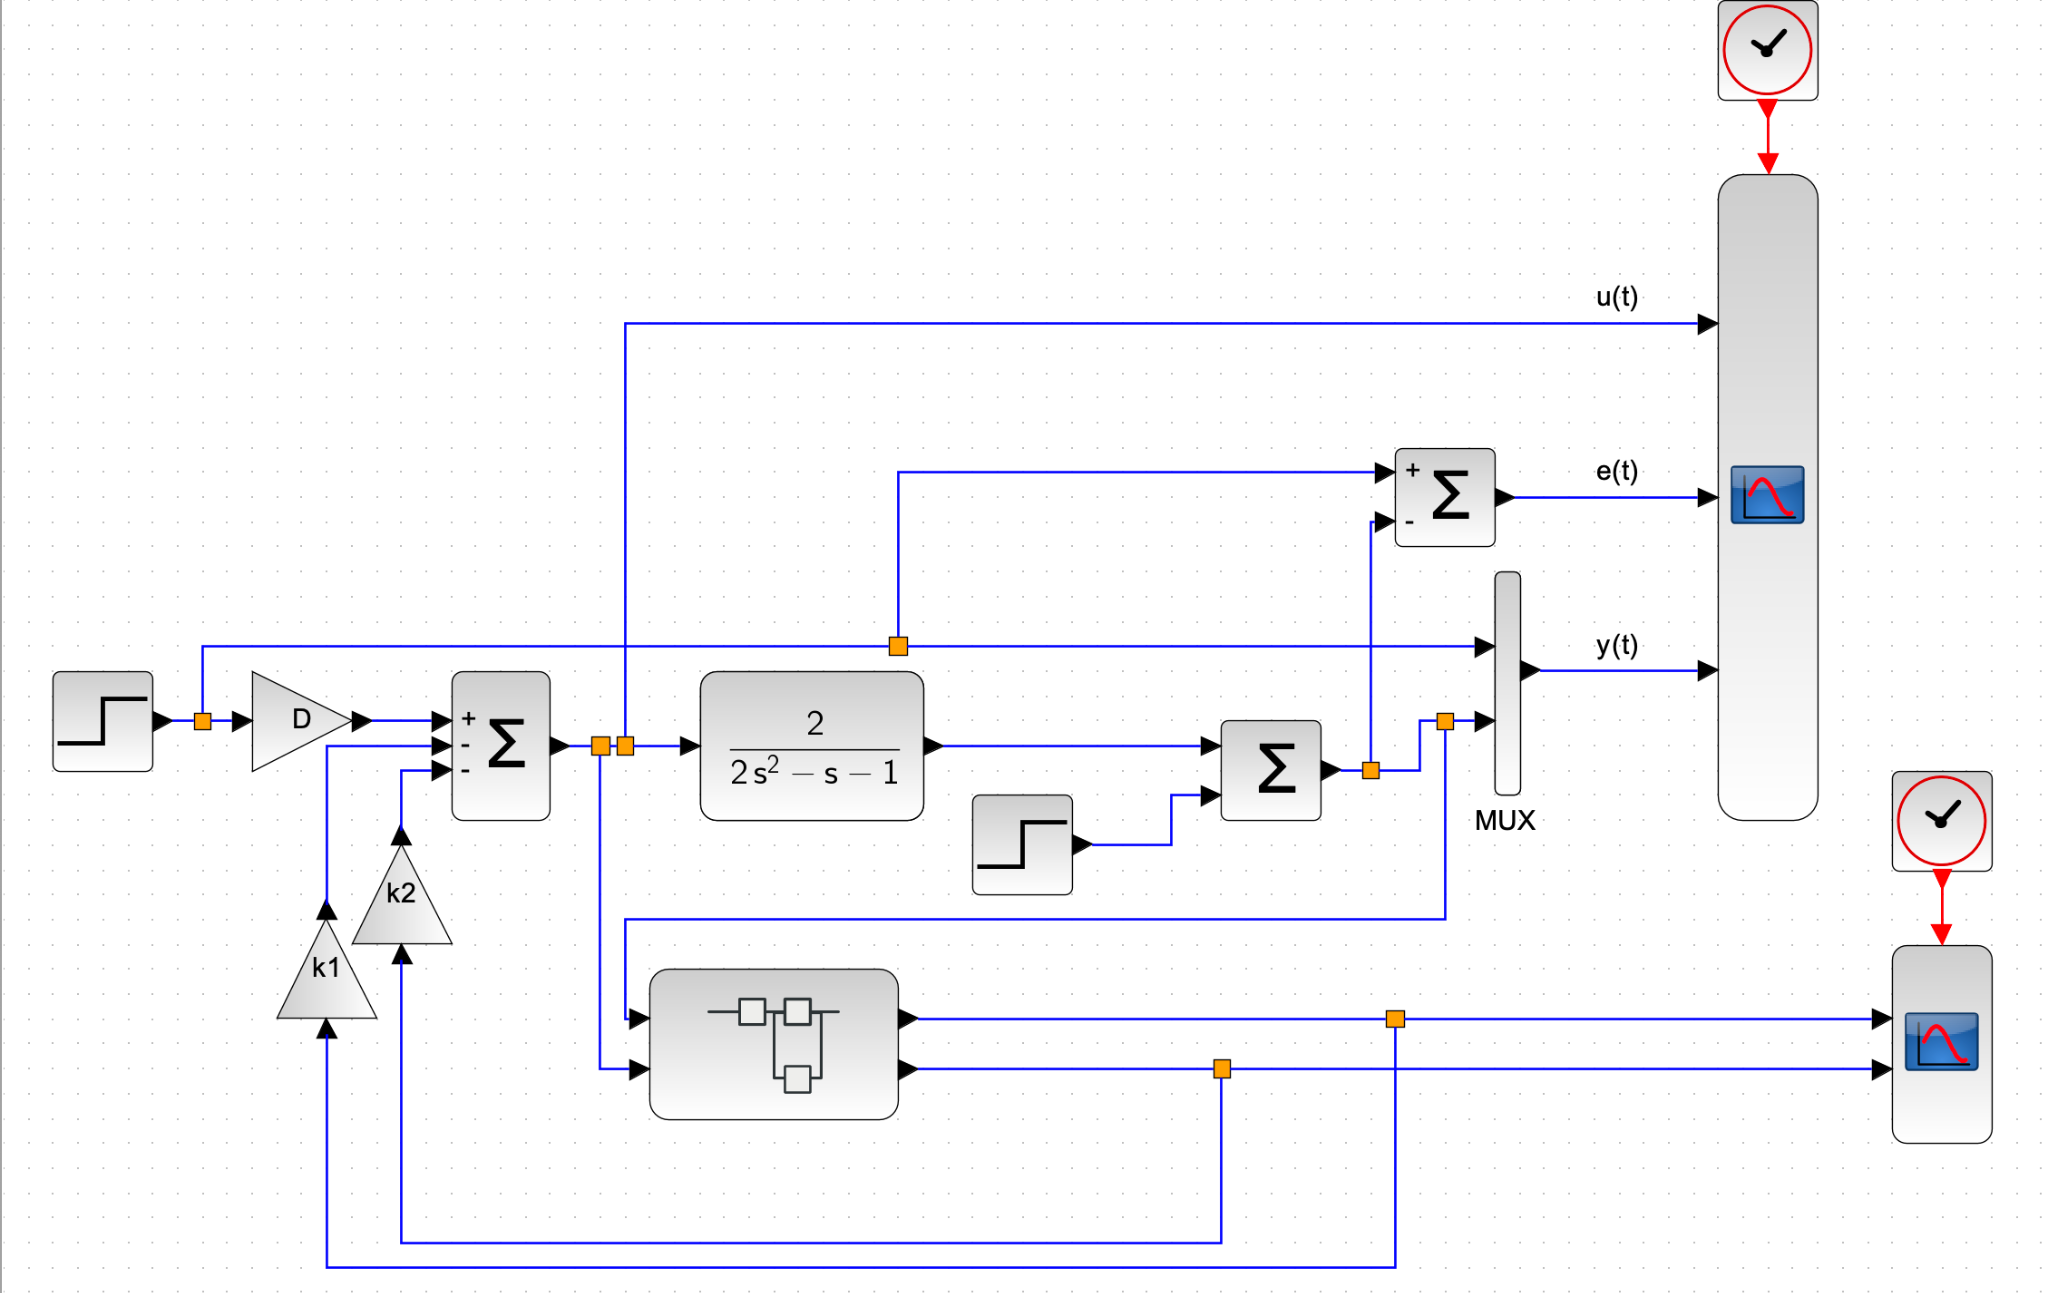 u(t)
+
Σ
-
e(t)
y(t)
D
+
-
-
Σ
2
2s² − s − 1
Σ
MUX
k2
k1